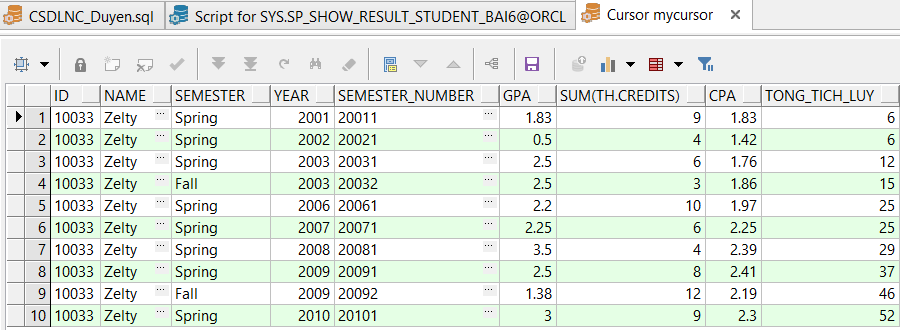 CSDLNC_Duyen.sql Script for SYS.SP_SHOW_RESULT_STUDENT_BAI6@ORCL Cursor mycursor
ID NAME SEMESTER YEAR SEMESTER_NUMBER GPA SUM(TH.CREDITS) CPA TONG_TICH_LUY
1 10033 Zelty ... Spring 2001 20011 ... 1.83 9 1.83 6
2 10033 Zelty ... Spring 2002 20021 ... 0.5 4 1.42 6
3 10033 Zelty ... Spring 2003 20031 ... 2.5 6 1.76 12
4 10033 Zelty ... Fall 2003 20032 ... 2.5 3 1.86 15
5 10033 Zelty ... Spring 2006 20061 ... 2.2 10 1.97 25
6 10033 Zelty ... Spring 2007 20071 ... 2.25 6 2.25 25
7 10033 Zelty ... Spring 2008 20081 ... 3.5 4 2.39 29
8 10033 Zelty ... Spring 2009 20091 ... 2.5 8 2.41 37
9 10033 Zelty ... Fall 2009 20092 ... 1.38 12 2.19 46
10 10033 Zelty ... Spring 2010 20101 ... 3 9 2.3 52